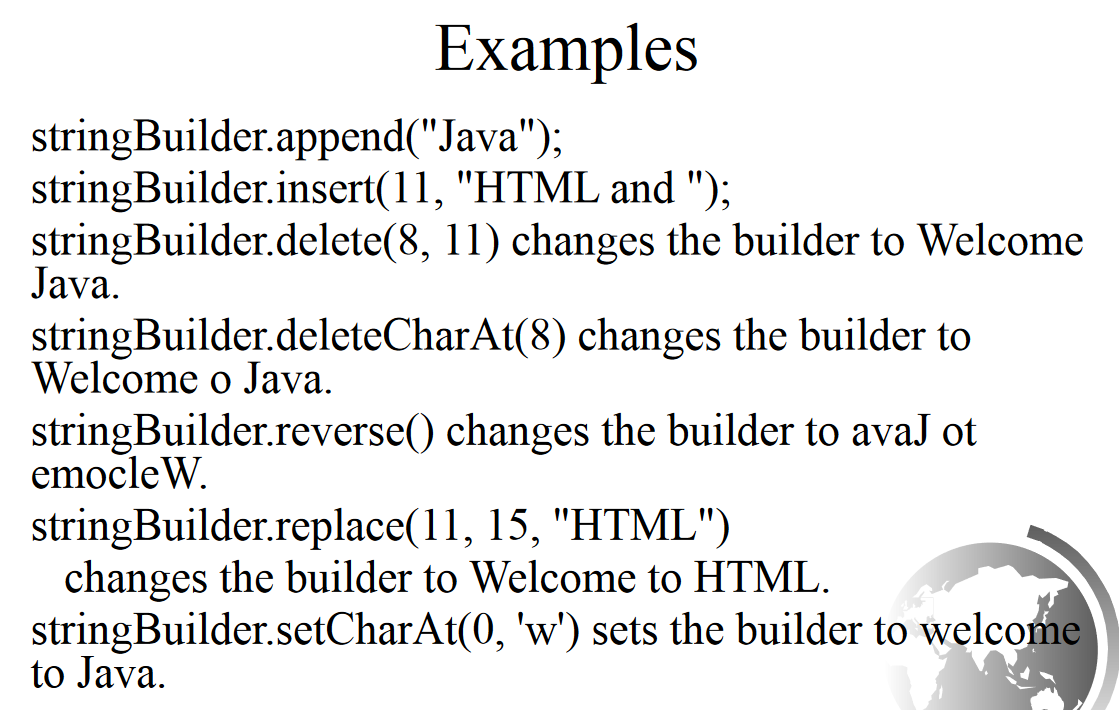 Examples
stringBuilder.append("Java");
stringBuilder.insert(11, "HTML and ");
stringBuilder.delete(8, 11) changes the builder to Welcome
Java.
stringBuilder.deleteCharAt(8) changes the builder to
Welcome o Java.
stringBuilder.reverse() changes the builder to avaJ ot
emocleW.
stringBuilder.replace(11, 15, "HTML")
changes the builder to Welcome to HTML.
stringBuilder.setCharAt(0, 'w') sets the builder to welcome
to Java.